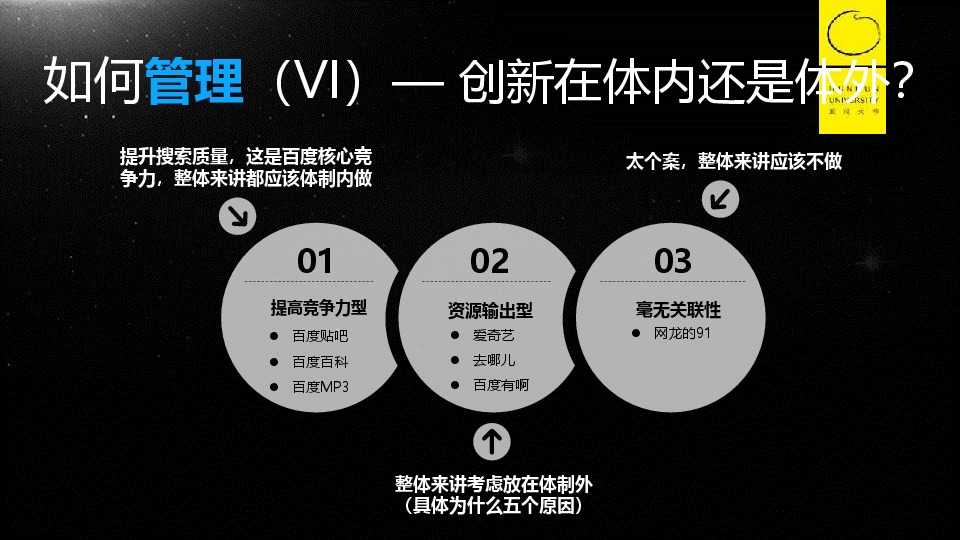 如何管理（VI）— 创新在体内还是体外？
UNIVERSITY
提升搜索质量，这是百度核心竞
争力，整体来讲都应该体制内做
太个案，整体来讲应该不做
01
提高竞争力型
● 百度贴吧
● 百度百科
● 百度MP3
02
资源输出型
● 爱奇艺
● 去哪儿
● 百度有啊
03
毫无关联性
● 网龙的91
整体来讲考虑放在体制外
（具体为什么五个原因）